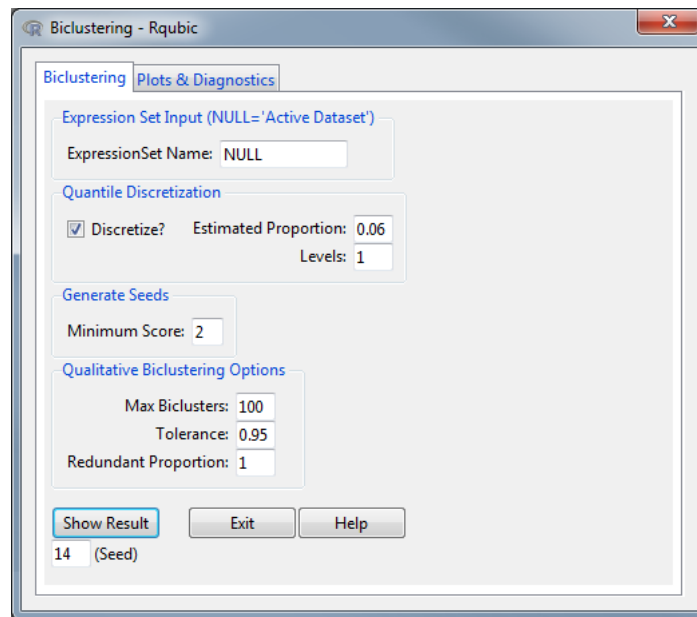 Biclustering - Rqubic
Biclustering Plots & Diagnostics
Expression Set Input (NULL='Active Dataset')
ExpressionSet Name: NULL
Quantile Discretization
Discretize? Estimated Proportion: 0.06
Levels: 1
Generate Seeds
Minimum Score: 2
Qualitative Biclustering Options
Max Biclusters: 100
Tolerance: 0.95
Redundant Proportion: 1
Show Result Exit Help
14 (Seed)